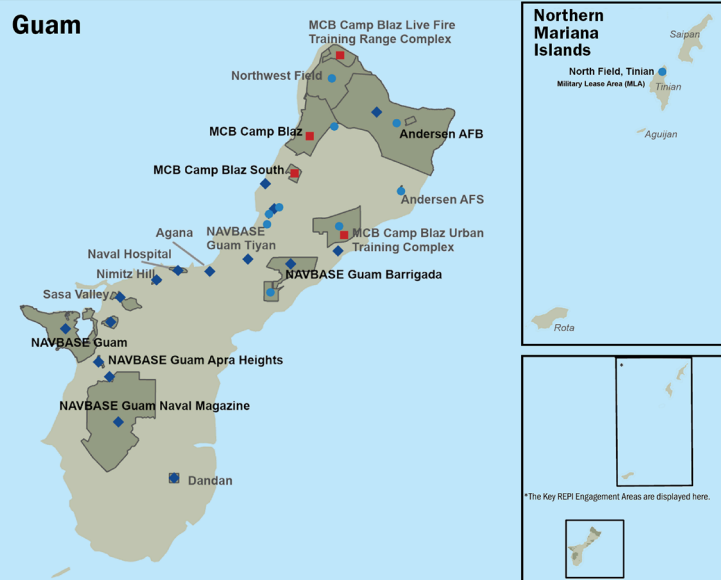 Guam
MCB Camp Blaz Live Fire
Training Range Complex
Northwest Field
MCB Camp Blaz
Andersen AFB
MCB Camp Blaz South
Andersen AFS
Agana
NAVBASE
Guam Tiyan
MCB Camp Blaz Urban
Training Complex
Naval Hospital
Nimitz Hill
NAVBASE Guam Barrigada
Sasa Valley
NAVBASE Guam
NAVBASE Guam Apra Heights
NAVBASE Guam Naval Magazine
Dandan
Northern
Mariana
Islands
Saipan
North Field, Tinian
Military Lease Area (MLA)
Tinian
Aguijan
Rota
*
*The Key REPI Engagement Areas are displayed here.